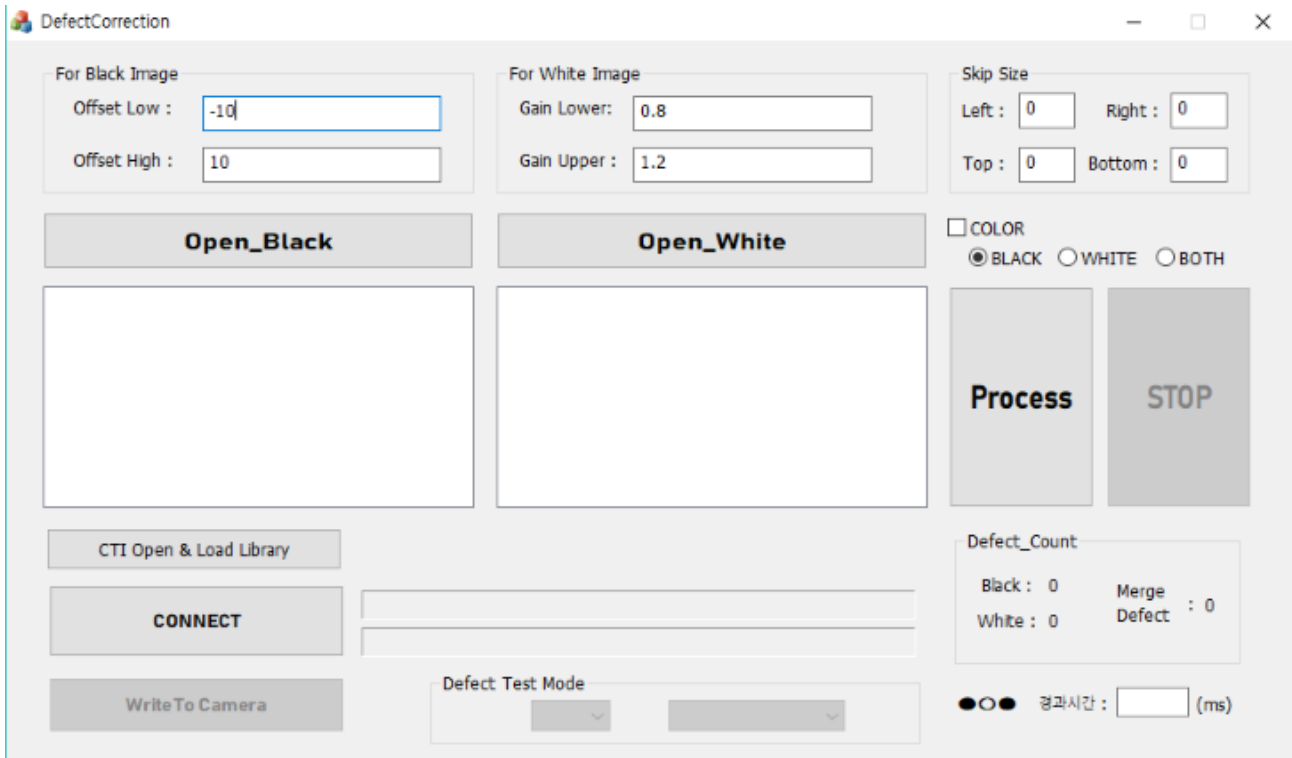 DefectCorrection
For Black Image
Offset Low : -10
Offset High : 10
For White Image
Gain Lower: 0.8
Gain Upper : 1.2
Skip Size
Left : 0 Right : 0
Top : 0 Bottom : 0
Open_Black
Open_White
COLOR
BLACK WHITE BOTH
Process
STOP
CTI Open & Load Library
CONNECT
WriteTo Camera
Defect Test Mode
Defect_Count
Black : 0
White : 0
Merge
Defect : 0
경과시간 : (ms)